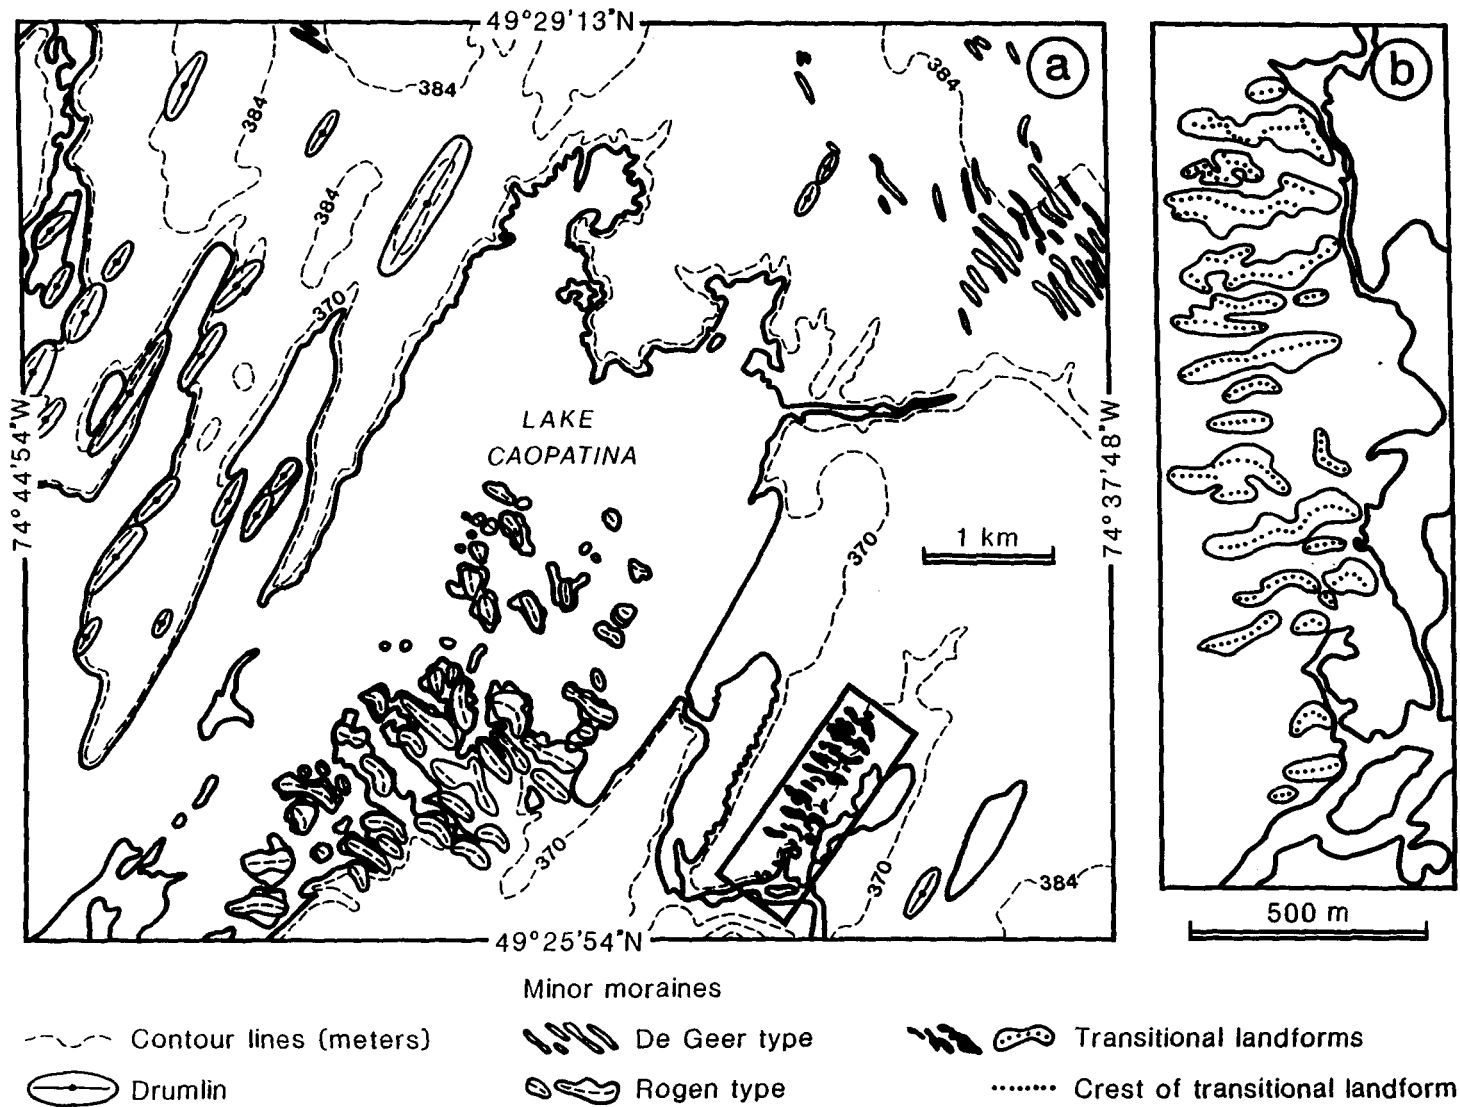 49°29'13"N
a
b
384
384
384
384
370
74°44'54"W
74°37'48"W
LAKE
CAOPATINA
370
1 km
370
370
384
49°25'54"N
500 m
Minor moraines
Contour lines (meters)
De Geer type
Transitional landforms
Drumlin
Rogen type
Crest of transitional landform